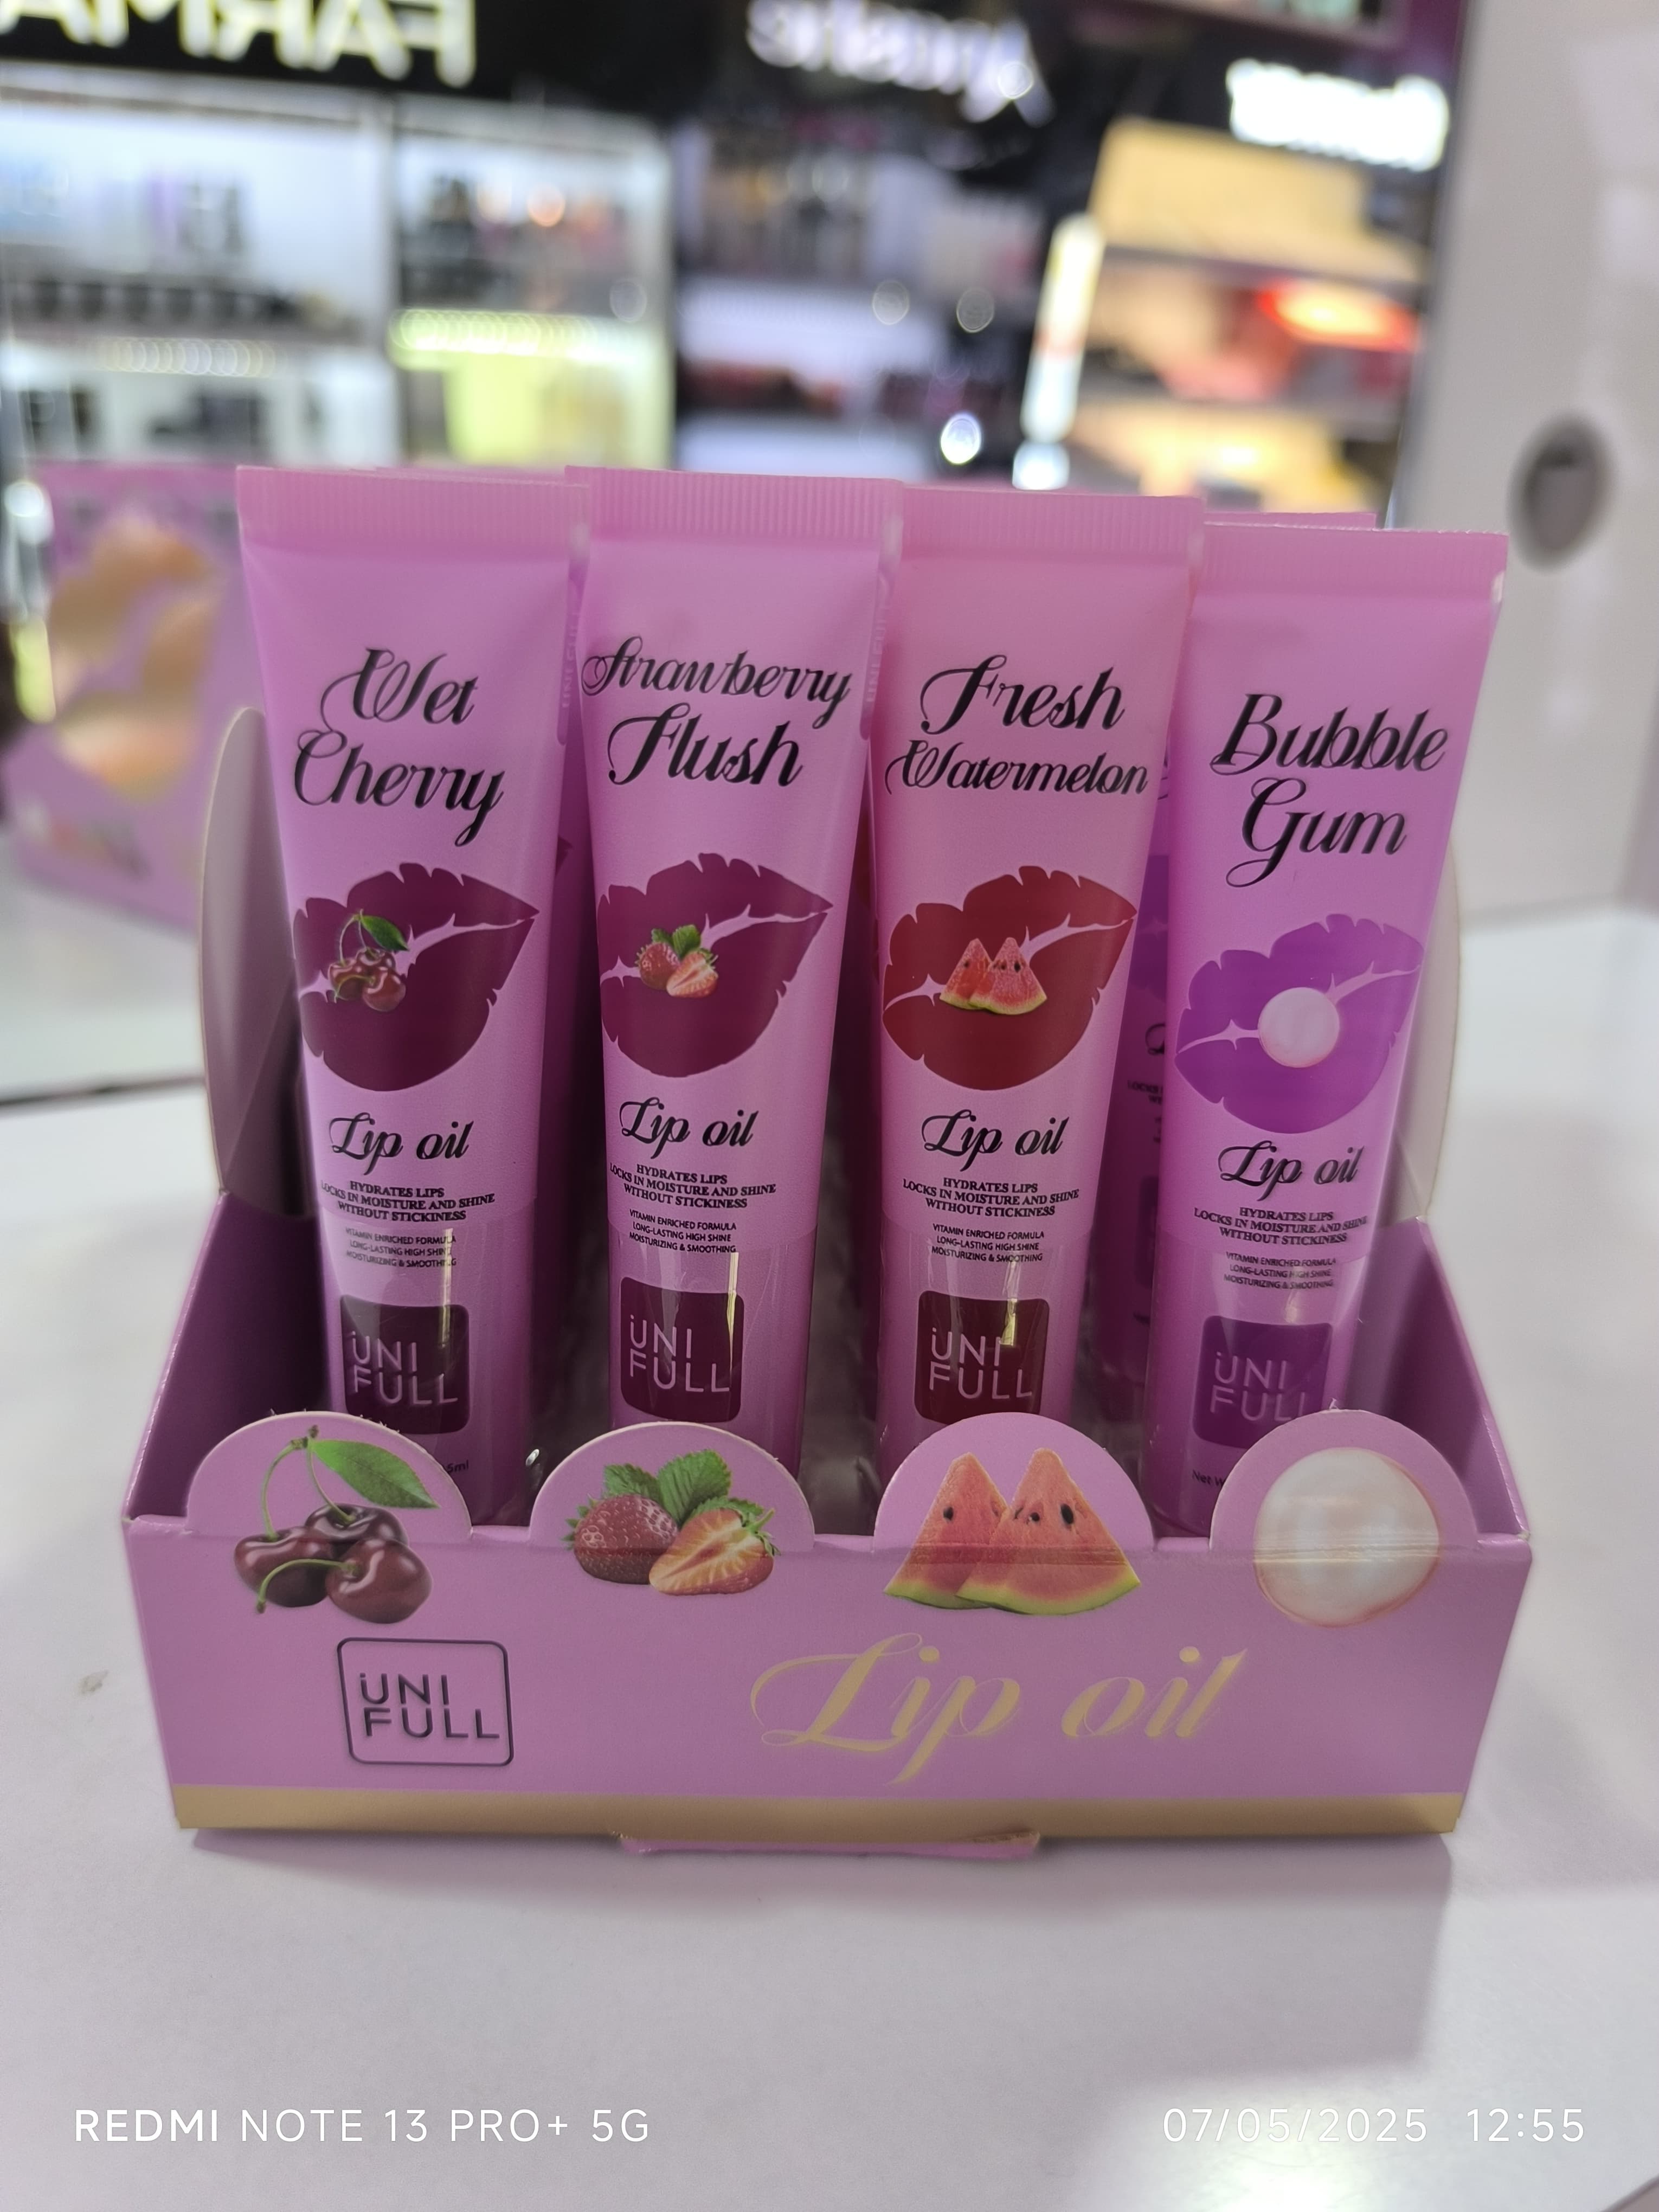 Wet
Cherry
Lip oil
HYDRATES LIPS
LOCKS IN MOISTURE AND SHINE
WITHOUT STICKINESS
VITAMIN ENRICHED FORMULA
LONG-LASTING HIGH SHINE
MOISTURIZING & SMOOTHING
UNI
FULL
5ml
Strawberry
Flush
Lip oil
HYDRATES LIPS
LOCKS IN MOISTURE AND SHINE
WITHOUT STICKINESS
VITAMIN ENRICHED FORMULA
LONG-LASTING HIGH SHINE
MOISTURIZING & SMOOTHING
UNI
FULL
Fresh
Watermelon
Lip oil
HYDRATES LIPS
LOCKS IN MOISTURE AND SHINE
WITHOUT STICKINESS
VITAMIN ENRICHED FORMULA
LONG-LASTING HIGH SHINE
MOISTURIZING & SMOOTHING
UNI
FULL
Bubble
Gum
Lip oil
HYDRATES LIPS
LOCKS IN MOISTURE AND SHINE
WITHOUT STICKINESS
VITAMIN ENRICHED FORMULA
LONG-LASTING HIGH SHINE
MOISTURIZING & SMOOTHING
UNI
FULL
Net
UNI
FULL
Lip oil
REDMI NOTE 13 PRO+ 5G
07/05/2025 12:55